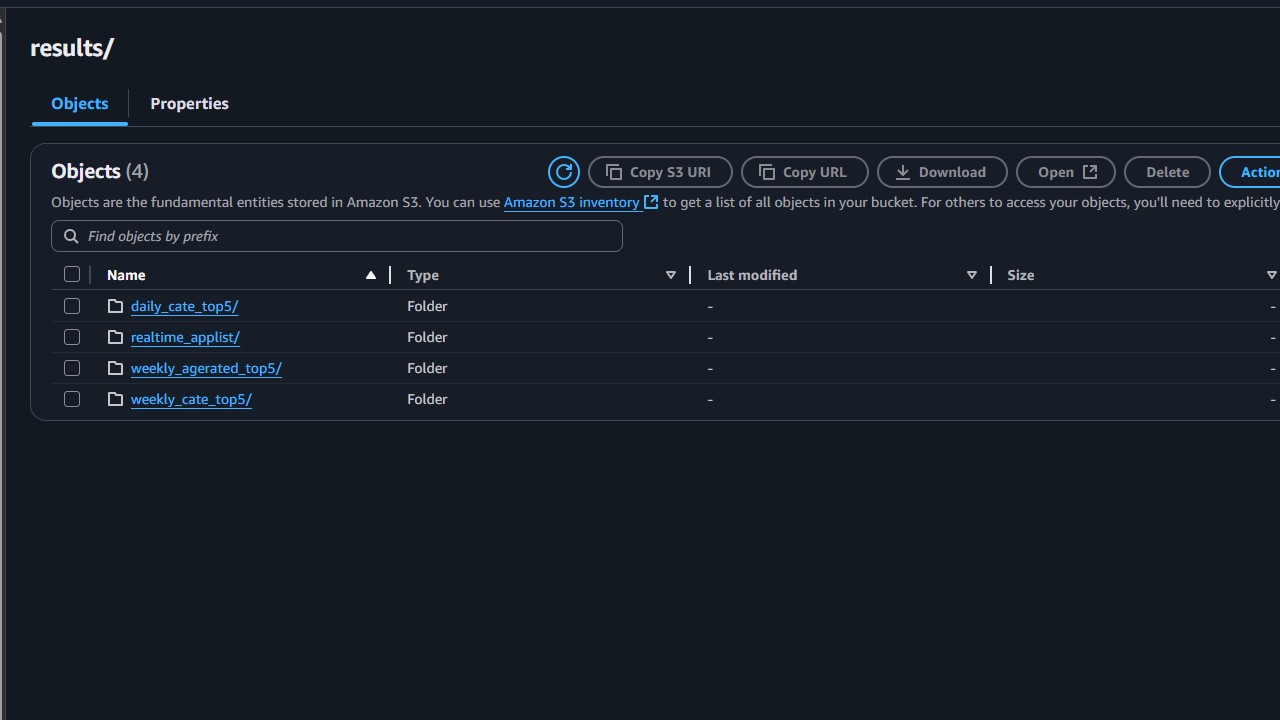 results/
Objects Properties
Objects (4) Copy S3 URI Copy URL Download Open Delete
Objects are the fundamental entities stored in Amazon S3. You can use Amazon S3 inventory to get a list of all objects in your bucket. For others to access your objects, you'll need to explicitly
Find objects by prefix
Name Type Last modified Size
daily_cate_top5/ Folder - -
realtime_applist/ Folder - -
weekly_agerated_top5/ Folder - -
weekly_cate_top5/ Folder - -